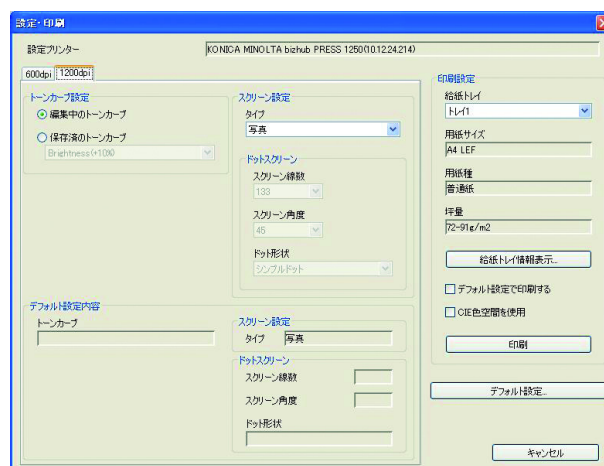 設定・印刷
設定プリンター
KONICA MINOLTA bizhub PRESS 1250(10.12.24.214)
600dpi 1200dpi
トーンカーブ設定
編集中のトーンカーブ
保存済のトーンカーブ
Brightness(+10%)
スクリーン設定
タイプ
写真
ドットスクリーン
スクリーン線数
133
スクリーン角度
45
ドット形状
シンプルドット
デフォルト設定内容
トーンカーブ
スクリーン設定
タイプ 写真
ドットスクリーン
スクリーン線数
スクリーン角度
ドット形状
印刷設定
給紙トレイ
トレイ1
用紙サイズ
A4 LEF
用紙種
普通紙
坪量
72-91g/m2
給紙トレイ情報表示...
デフォルト設定で印刷する
CIE色空間を使用
印刷
デフォルト設定...
キャンセル